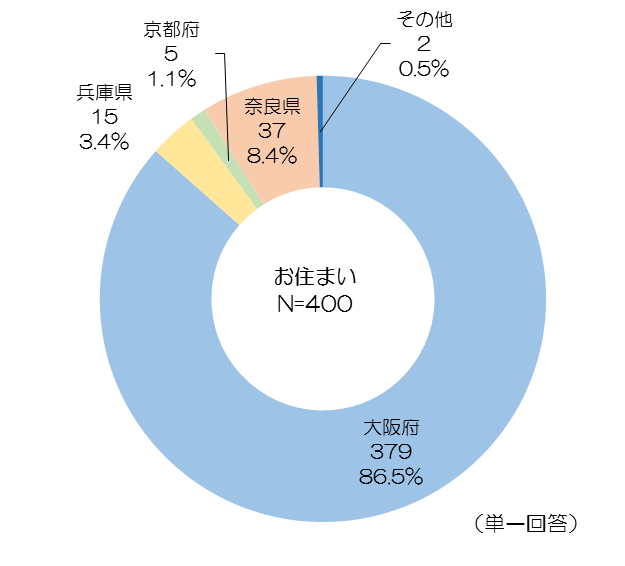 その他
2
0.5%
京都府
5
1.1%
兵庫県
15
3.4%
奈良県
37
8.4%
お住まい
N=400
大阪府
379
86.5%
（単一回答）